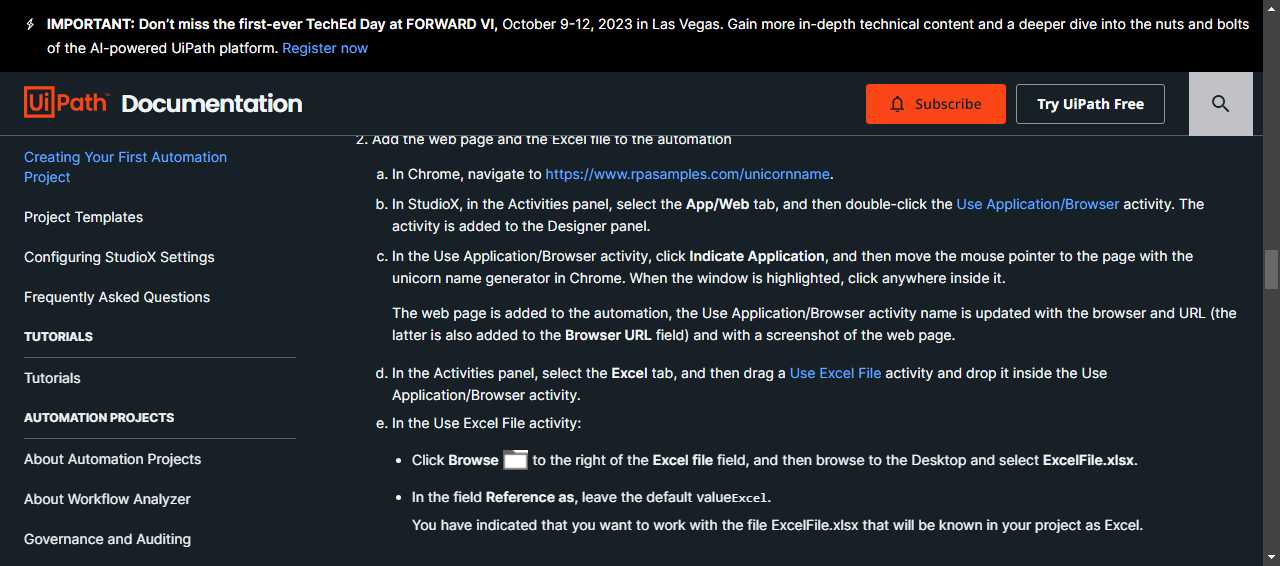 IMPORTANT: Don't miss the first-ever TechEd Day at FORWARD VI, October 9-12, 2023 in Las Vegas. Gain more in-depth technical content and a deeper dive into the nuts and bolts
of the AI-powered UiPath platform. Register now
UiPath™ Documentation
Subscribe
Try UiPath Free
Creating Your First Automation
Project
Project Templates
Configuring StudioX Settings
Frequently Asked Questions
TUTORIALS
Tutorials
AUTOMATION PROJECTS
About Automation Projects
About Workflow Analyzer
Governance and Auditing
2. Add the web page and the Excel file to the automation
a. In Chrome, navigate to https://www.rpasamples.com/unicornname.
b. In StudioX, in the Activities panel, select the App/Web tab, and then double-click the Use Application/Browser activity. The
activity is added to the Designer panel.
c. In the Use Application/Browser activity, click Indicate Application, and then move the mouse pointer to the page with the
unicorn name generator in Chrome. When the window is highlighted, click anywhere inside it.
The web page is added to the automation, the Use Application/Browser activity name is updated with the browser and URL (the
latter is also added to the Browser URL field) and with a screenshot of the web page.
d. In the Activities panel, select the Excel tab, and then drag a Use Excel File activity and drop it inside the Use
Application/Browser activity.
e. In the Use Excel File activity:
• Click Browse to the right of the Excel file field, and then browse to the Desktop and select ExcelFile.xlsx.
• In the field Reference as, leave the default valueExcel.
You have indicated that you want to work with the file ExcelFile.xlsx that will be known in your project as Excel.